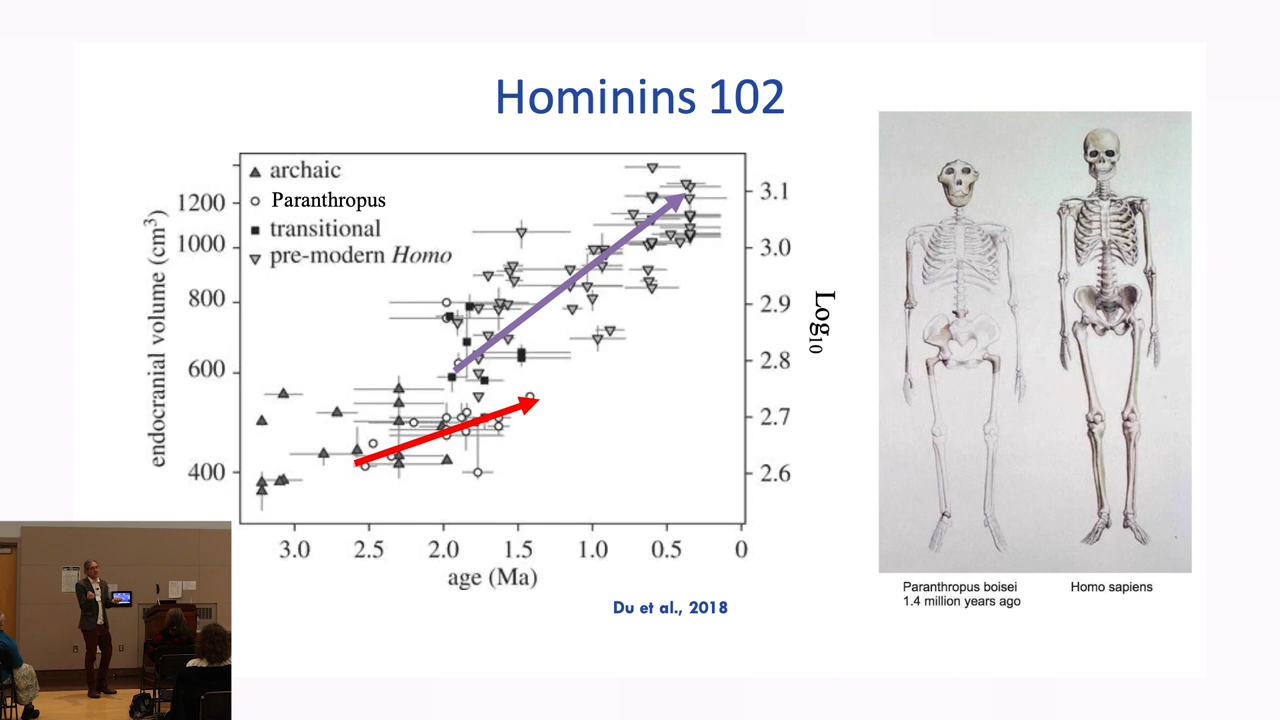 Hominins 102
archaic
Paranthropus
transitional
pre-modern Homo
endocranial volume (cm³)
1200
1000
800
600
400
3.1
3.0
2.9
2.8
2.7
2.6
Log₁₀
3.0 2.5 2.0 1.5 1.0 0.5 0
age (Ma)
Du et al., 2018
Paranthropus boisei
1.4 million years ago
Homo sapiens